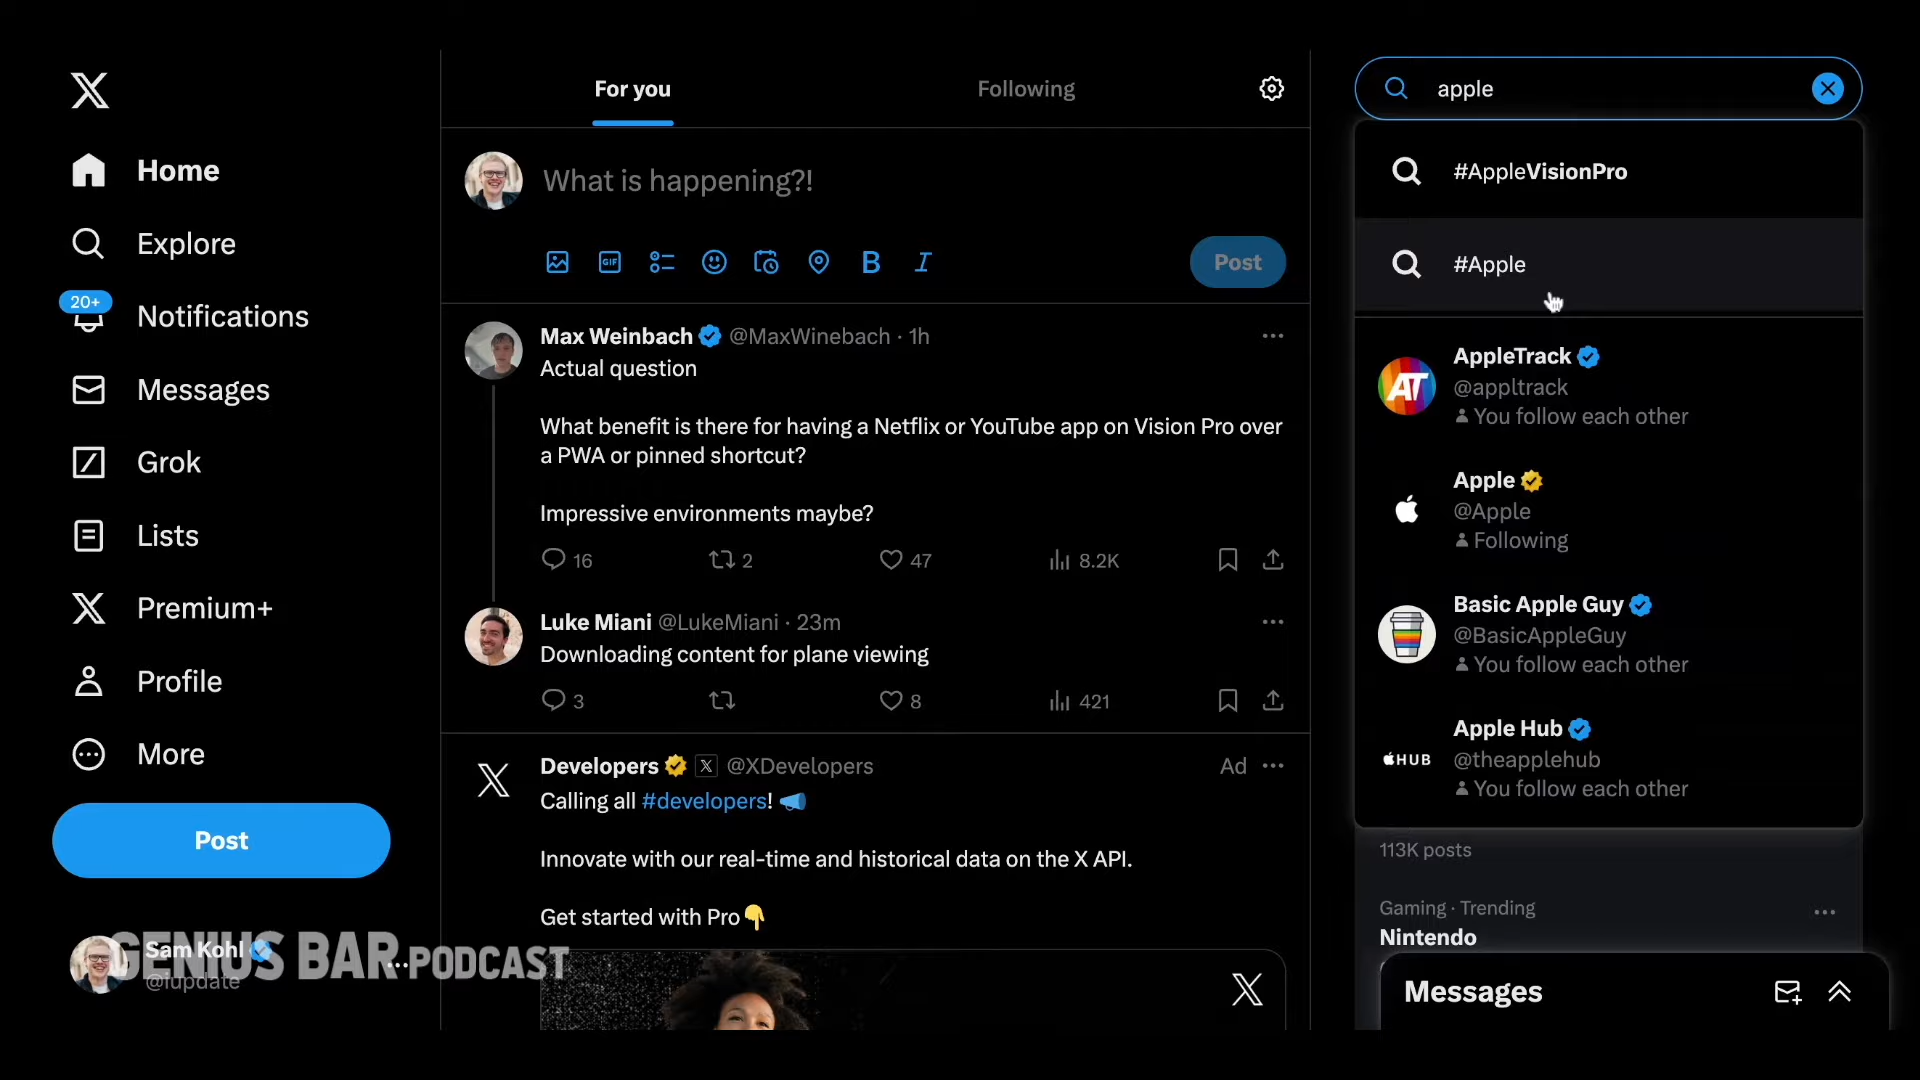 Home
Explore
20+
Notifications
Messages
Grok
Lists
Premium+
Profile
More
Post
Sam Kohl
@iupdate
GENIUS BAR PODCAST
For you
Following
What is happening?!
GIF
B I
Post
Max Weinbach @MaxWinebach · 1h
Actual question
What benefit is there for having a Netflix or YouTube app on Vision Pro over
a PWA or pinned shortcut?
Impressive environments maybe?
16 2 47 8.2K
Luke Miani @LukeMiani · 23m
Downloading content for plane viewing
3 8 421
Developers @XDevelopers Ad
Calling all #developers!
Innovate with our real-time and historical data on the X API.
Get started with Pro
apple
#AppleVisionPro
#Apple
AT
AppleTrack
@appltrack
You follow each other
Apple
@Apple
Following
Basic Apple Guy
@BasicAppleGuy
You follow each other
HUB
Apple Hub
@theapplehub
You follow each other
113K posts
Gaming · Trending
Nintendo
Messages